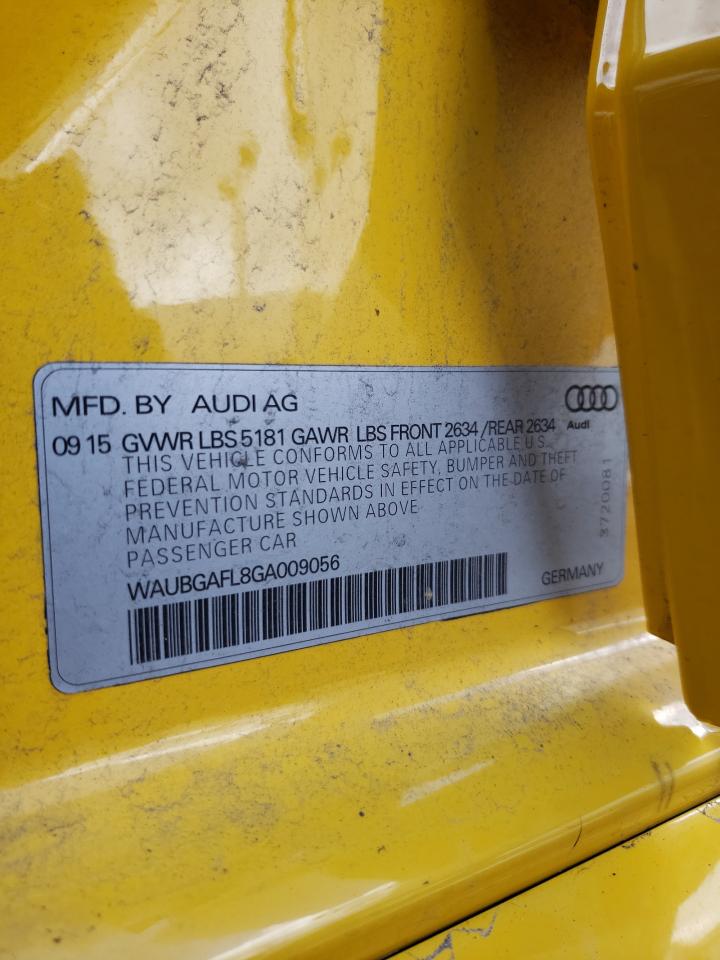 MFD. BY AUDI AG
Audi
09 15 GVWR LBS 5181 GAWR LBS FRONT 2634 /REAR 2634
THIS VEHICLE CONFORMS TO ALL APPLICABLE U.S.
FEDERAL MOTOR VEHICLE SAFETY, BUMPER AND THEFT
PREVENTION STANDARDS IN EFFECT ON THE DATE OF
MANUFACTURE SHOWN ABOVE
PASSENGER CAR
WAUBGAFL8GA009056
GERMANY
3720081